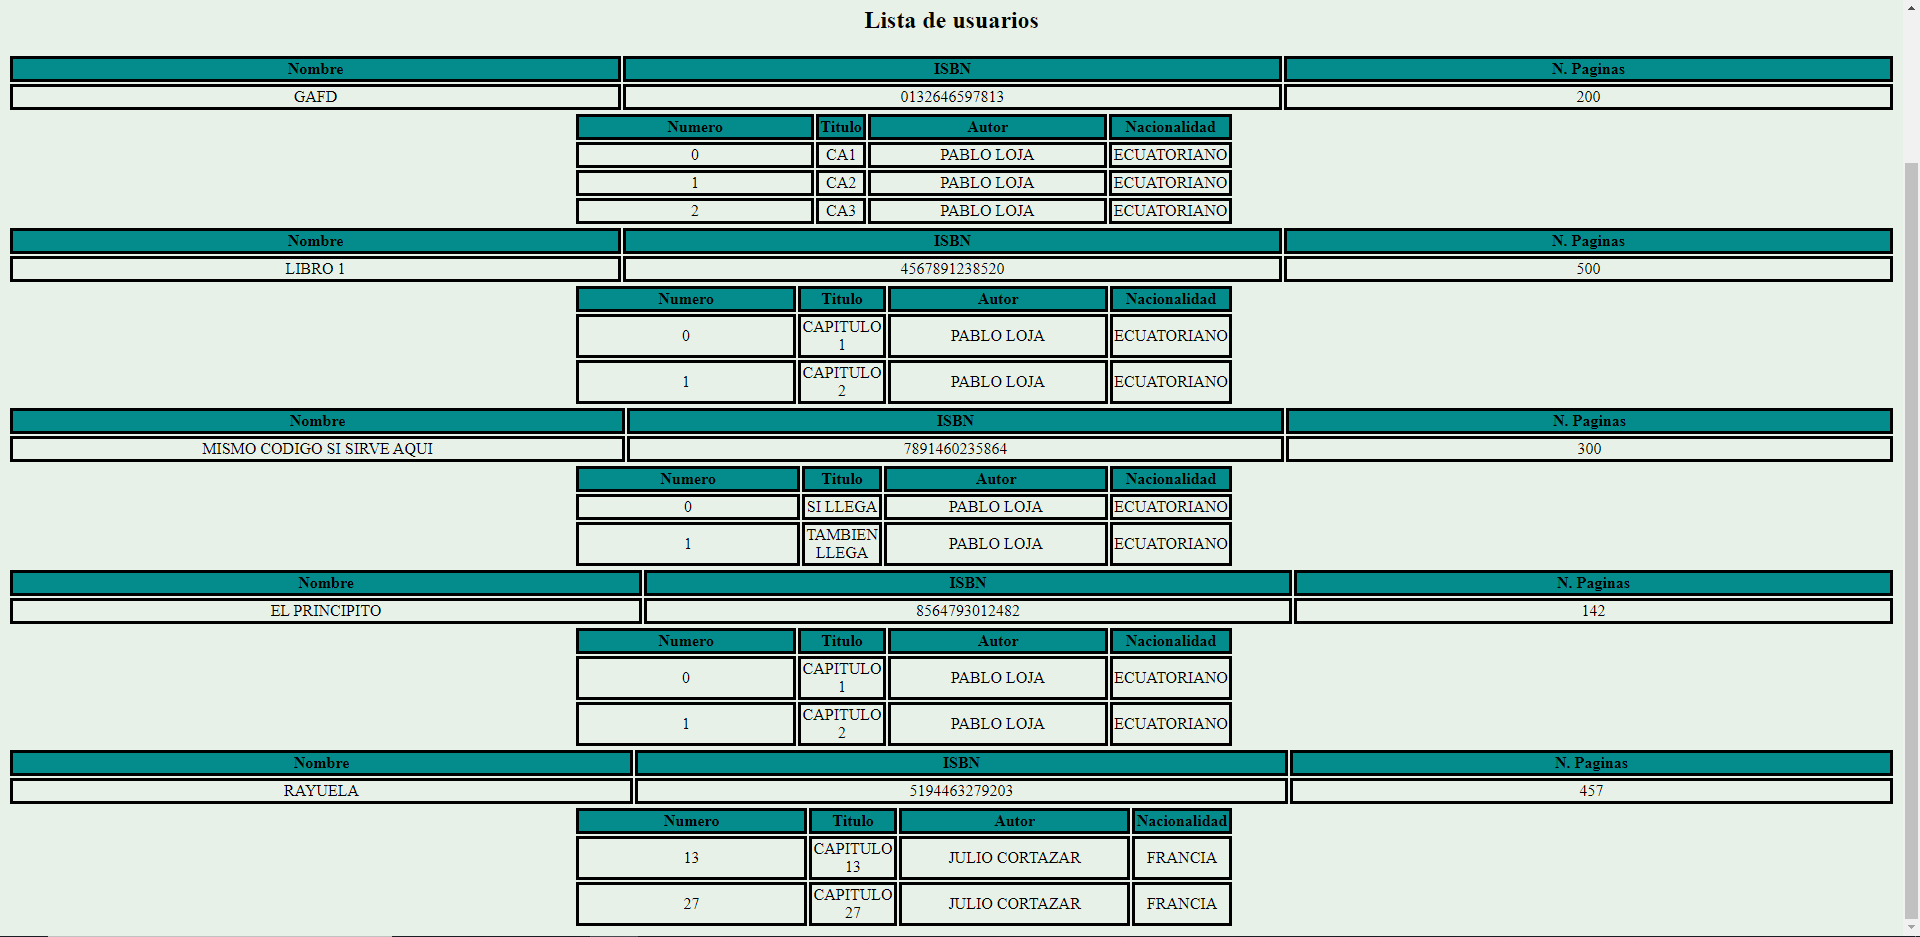 Lista de usuarios
Nombre ISBN N. Paginas
GAFD 0132646597813 200
Numero Titulo Autor Nacionalidad
0 CA1 PABLO LOJA ECUATORIANO
1 CA2 PABLO LOJA ECUATORIANO
2 CA3 PABLO LOJA ECUATORIANO
Nombre ISBN N. Paginas
LIBRO 1 4567891238520 500
Numero Titulo Autor Nacionalidad
0 CAPITULO 1 PABLO LOJA ECUATORIANO
1 CAPITULO 2 PABLO LOJA ECUATORIANO
Nombre ISBN N. Paginas
MISMO CODIGO SI SIRVE AQUI 7891460235864 300
Numero Titulo Autor Nacionalidad
0 SI LLEGA PABLO LOJA ECUATORIANO
1 TAMBIEN LLEGA PABLO LOJA ECUATORIANO
Nombre ISBN N. Paginas
EL PRINCIPITO 8564793012482 142
Numero Titulo Autor Nacionalidad
0 CAPITULO 1 PABLO LOJA ECUATORIANO
1 CAPITULO 2 PABLO LOJA ECUATORIANO
Nombre ISBN N. Paginas
RAYUELA 5194463279203 457
Numero Titulo Autor Nacionalidad
13 CAPITULO 13 JULIO CORTAZAR FRANCIA
27 CAPITULO 27 JULIO CORTAZAR FRANCIA